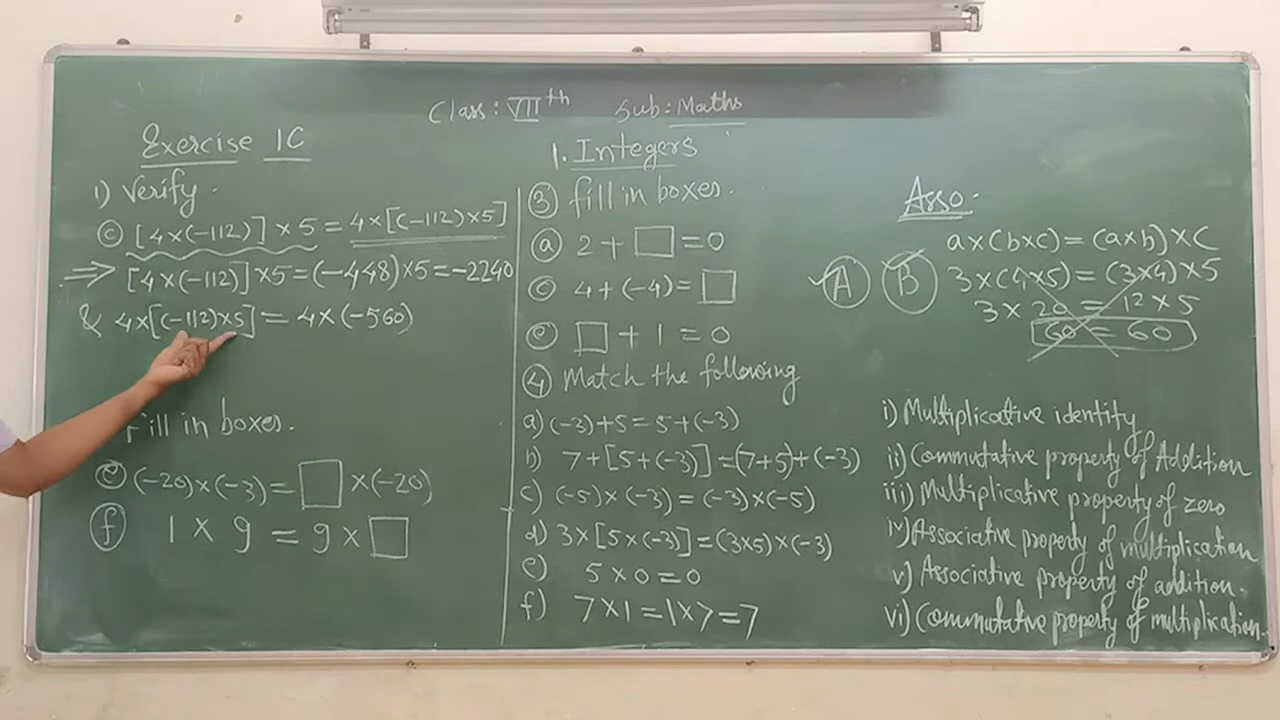 Class: VIIth Sub: Maths
Exercise 1C
1) Verify.
(c) [4×(-112)]×5 = 4×[(-112)×5]
⇒ [4×(-112)]×5=(-448)×5=-2240
& 4×[(-112)×5] = 4×(-560)
Fill in boxes.
(e) (-20)×(-3)= □ ×(-20)
(f) 1 × 9 = 9 × □
1. Integers
(3) fill in boxes.
(a) 2 + □ = 0
(c) 4+(-4)= □
(e) □ + 1 = 0
(4) Match the following
a) (-3)+5=5+(-3)
b) 7+[5+(-3)]=(7+5)+(-3)
c) (-5)×(-3)=(-3)×(-5)
d) 3×[5×(-3)]=(3×5)×(-3)
e) 5×0=0
f) 7×1=1×7=7
Asso.
a×(b×c)=(a×b)×c
(A) (B) 3×(4×5)=(3×4)×5
3×20 = 12×5
60 = 60
i) Multiplicative identity
ii) Commutative property of Addition
iii) Multiplicative property of zero
iv) Associative property of multiplication
v) Associative property of addition.
vi) Commutative property of multiplication.